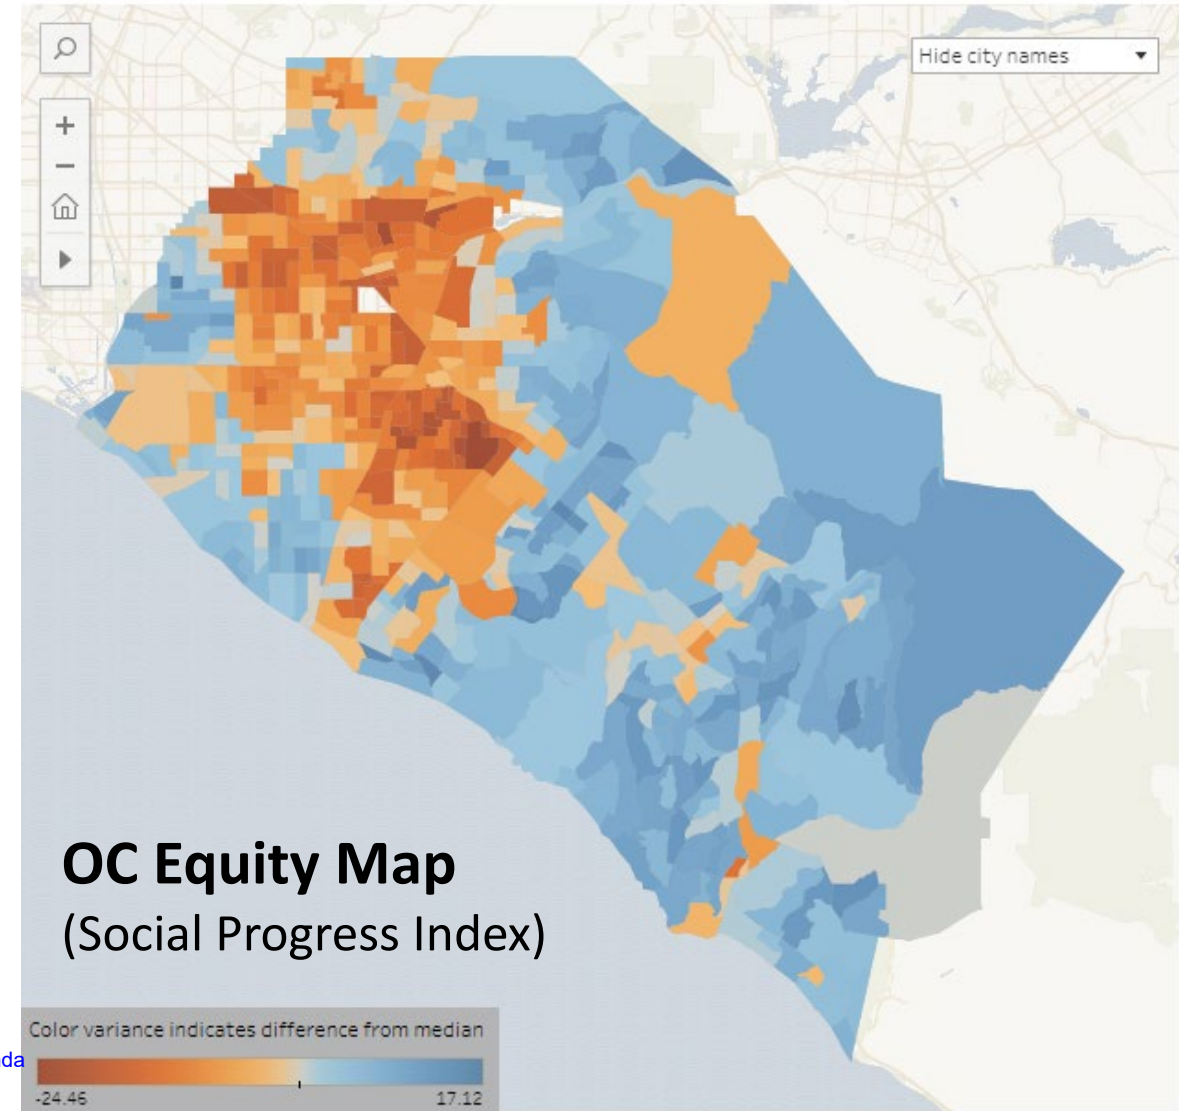 Hide city names
OC Equity Map
(Social Progress Index)
Color variance indicates difference from median
nda
-24.46
17.12